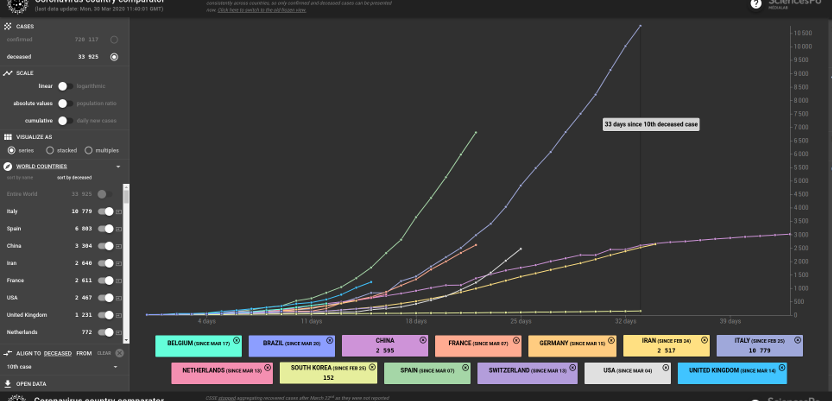 Coronavirus country comparator
(last data update: Mon, 30 Mar 2020 11:00:01 GMT)
consistently across countries. As only confirmed and deceased cases can be presented
now. Click here to switch to the old frozen view.
?
SciencesPo
MEDIALAB
CASES
confirmed 720 117
deceased 33 925
SCALE
linear logarithmic
absolute values population ratio
cumulative daily new cases
VISUALIZE AS
series stacked multiples
WORLD COUNTRIES
sort by name sort by deceased
Entire World 33 925
Italy 10 779
Spain 6 803
China 3 304
Iran 2 640
France 2 611
USA 2 467
United Kingdom 1 231
Netherlands 772
ALIGN TO DECEASED FROM CLEAR
10th case
OPEN DATA
33 days since 10th deceased case
10 500
10 000
9 500
9 000
8 500
8 000
7 500
7 000
6 500
6 000
5 500
5 000
4 500
4 000
3 500
3 000
2 500
2 000
1 500
1 000
500
0
4 days 11 days 18 days 25 days 32 days 39 days
BELGIUM (SINCE MAR 17)
BRAZIL (SINCE MAR 20)
CHINA
2 595
FRANCE (SINCE MAR 07)
GERMANY (SINCE MAR 15)
IRAN (SINCE FEB 24)
2 517
ITALY (SINCE FEB 25)
10 779
NETHERLANDS (SINCE MAR 13)
SOUTH KOREA (SINCE FEB 25)
152
SPAIN (SINCE MAR 07)
SWITZERLAND (SINCE MAR 13)
USA (SINCE MAR 04)
UNITED KINGDOM (SINCE MAR 14)
Coronavirus country comparator
CSSE stopped aggregating recovered cases after March 23rd as they were not reported
SciencesPo